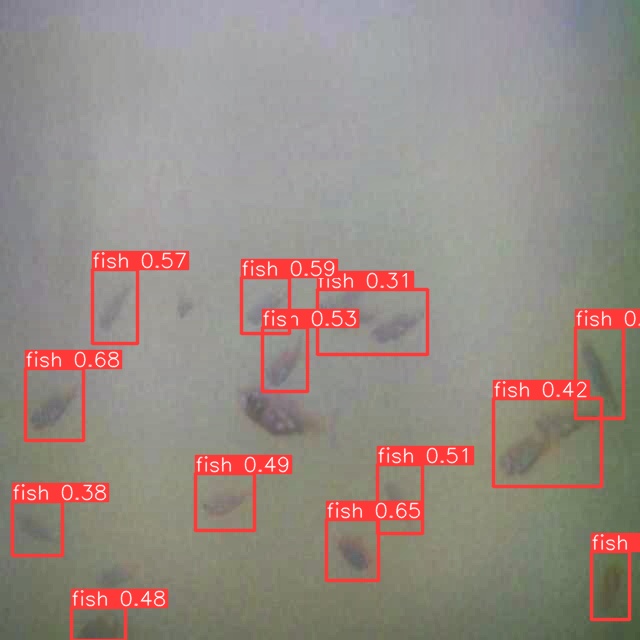 fish 0.57
fish 0.59
fish 0.31
fish 0.53
fish 0.
fish 0.68
fish 0.42
fish 0.51
fish 0.49
fish 0.38
fish 0.65
fish
fish 0.48